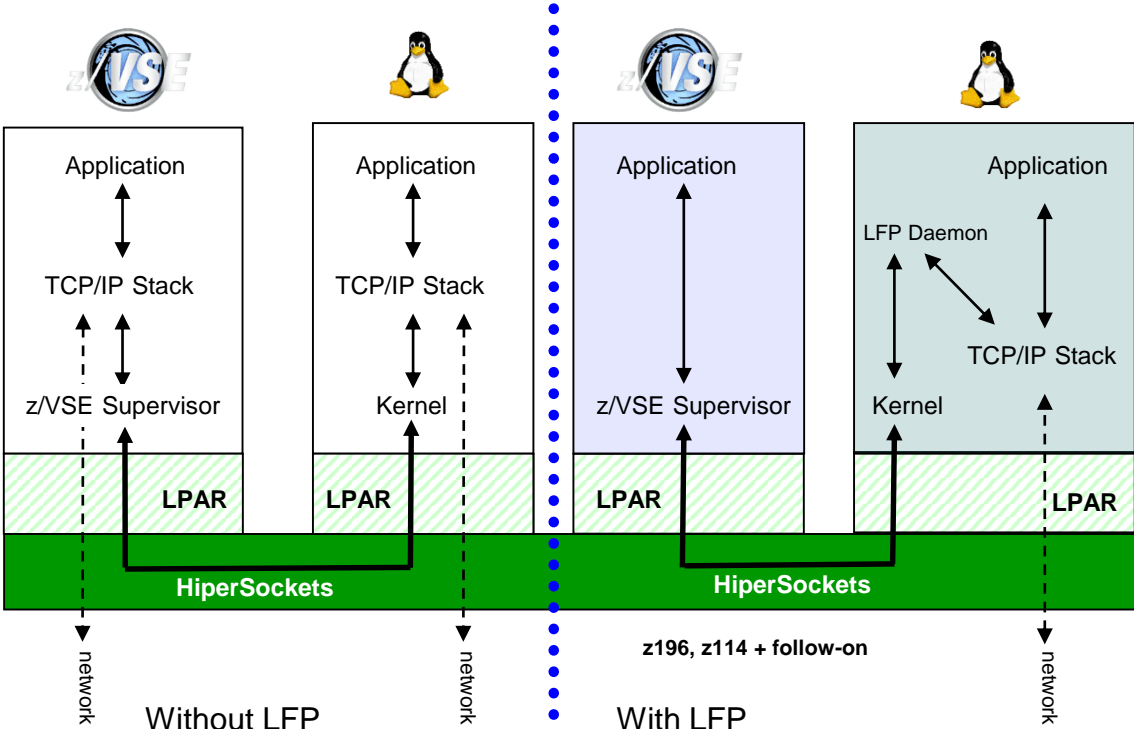 z/VSE
z/VSE
Application
Application
Application
Application
LFP Daemon
TCP/IP Stack
TCP/IP Stack
TCP/IP Stack
z/VSE Supervisor
Kernel
z/VSE Supervisor
Kernel
LPAR
LPAR
LPAR
LPAR
HiperSockets
HiperSockets
z196, z114 + follow-on
network
network
network
Without LFP
With LFP